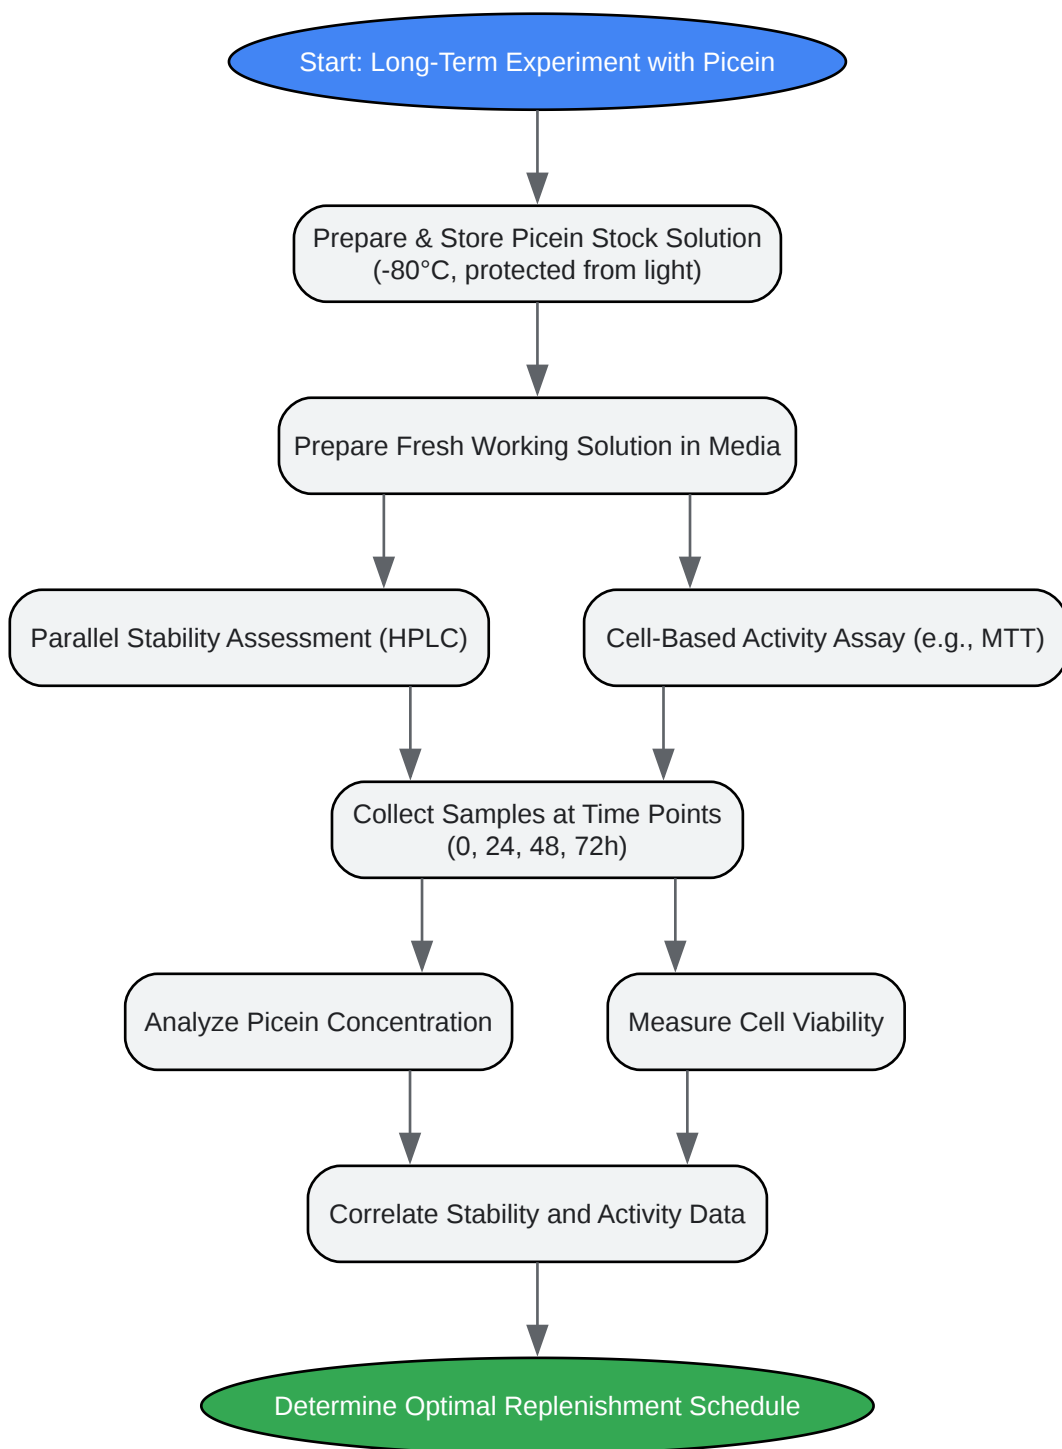 Start: Long-Term Experiment with Picein
Prepare & Store Picein Stock Solution
(-80°C, protected from light)
Prepare Fresh Working Solution in Media
Parallel Stability Assessment (HPLC)
Cell-Based Activity Assay (e.g., MTT)
Collect Samples at Time Points
(0, 24, 48, 72h)
Analyze Picein Concentration
Measure Cell Viability
Correlate Stability and Activity Data
Determine Optimal Replenishment Schedule